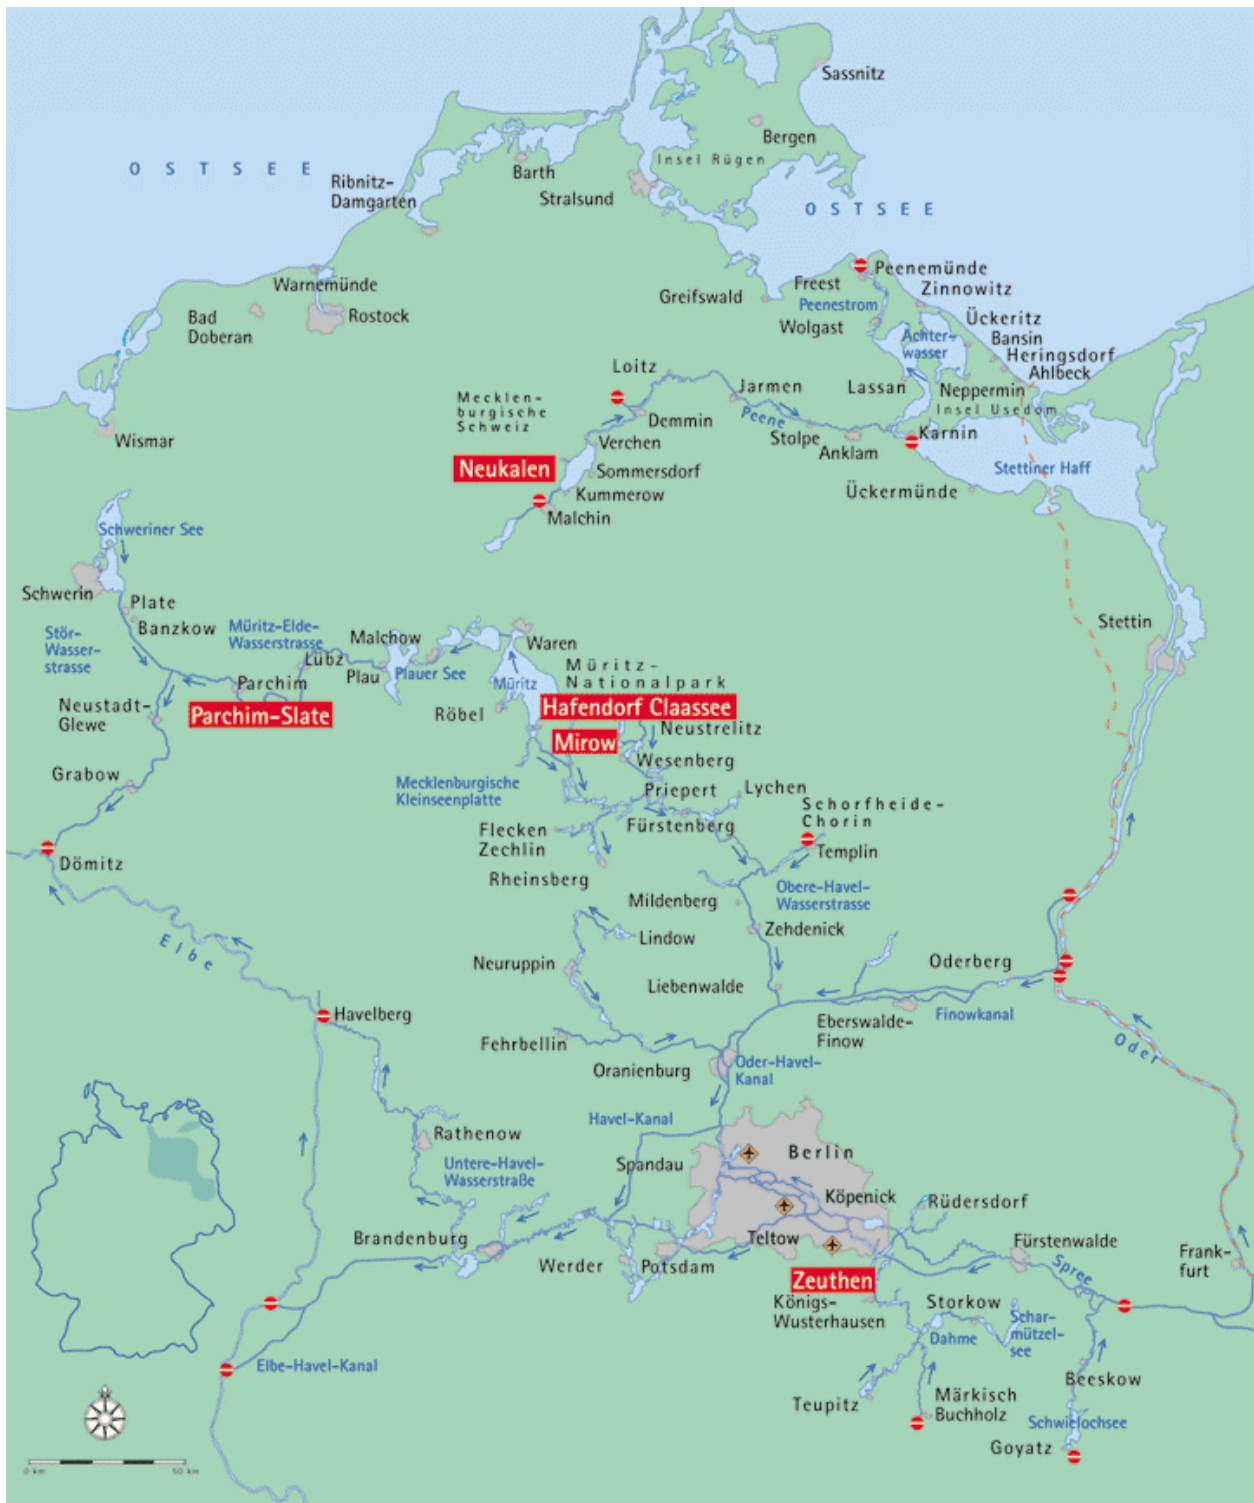 Sassnitz
Bergen
Insel Rügen
O S T S E E
Barth
Ribnitz-
Damgarten
Stralsund
O S T S E E
Peenemünde
Freest
Zinnowitz
Warnemünde
Greifswald
Peenestrom
Bad
Doberan
Rostock
Wolgast
Ückeritz
Achter-
wasser
Bansin
Heringsdorf
Ahlbeck
Loitz
Jarmen
Lassan
Neppermin
Insel Usedom
Mecklen-
burgische
Schweiz
Demmin
Peene
Stolpe
Anklam
Karnin
Wismar
Verchen
Neukalen
Sommersdorf
Stettiner Haff
Kummerow
Ückermünde
Malchin
Schweriner See
Schwerin
Plate
Banzkow
Stör-
Wasser-
strasse
Müritz-Elde-
Wasserstrasse
Malchow
Waren
Stettin
Lübz
Plau
Plauer See
Müritz-
Nationalpark
Müritz
Parchim
Parchim-Slate
Röbel
Hafendorf Claassee
Neustadt-
Glewe
Mirow
Neustrelitz
Wesenberg
Grabow
Mecklenburgische
Kleinseenplatte
Priepert
Lychen
Schorfheide-
Chorin
Flecken
Zechlin
Fürstenberg
Templin
Dömitz
Rheinsberg
Mildenberg
Obere-Havel-
Wasserstrasse
Elbe
Lindow
Zehdenick
Neuruppin
Liebenwalde
Oderberg
Havelberg
Eberswalde-
Finow
Finowkanal
Fehrbellin
Oranienburg
Oder-Havel-
Kanal
Oder
Havel-Kanal
Rathenow
Berlin
Spandau
Untere-Havel-
Wasserstraße
Köpenick
Rüdersdorf
Brandenburg
Teltow
Fürstenwalde
Werder
Potsdam
Spree
Frank-
furt
Zeuthen
Königs-
Wusterhausen
Storkow
Schar-
mützel-
see
Dahme
Elbe-Havel-Kanal
Beeskow
Teupitz
Märkisch
Buchholz
Schwielochsee
Goyatz
0 km 50 km